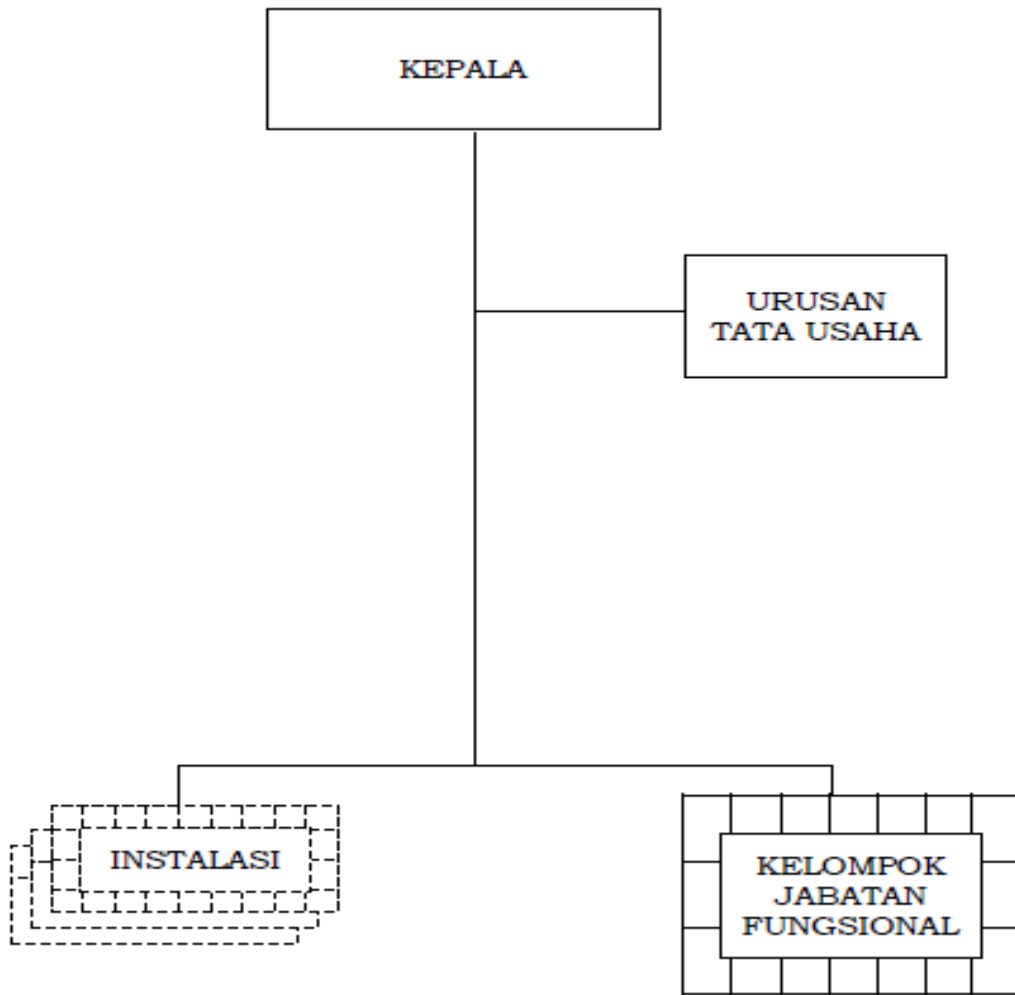 KEPALA
URUSAN
TATA USAHA
INSTALASI
KELOMPOK
JABATAN
FUNGSIONAL